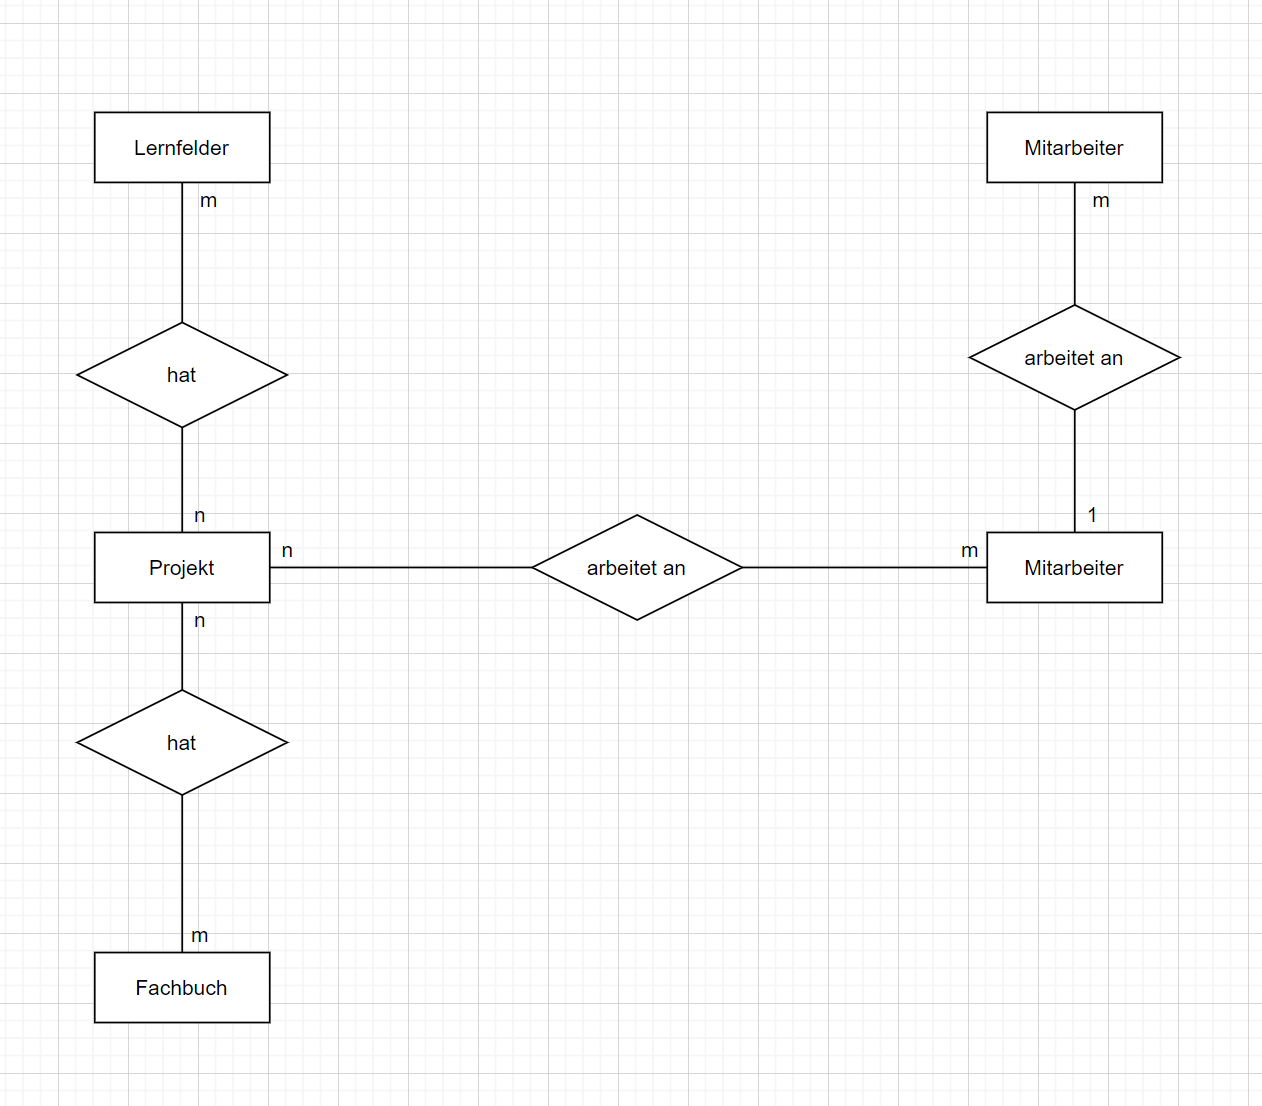 Lernfelder
Mitarbeiter
m
m
arbeitet an
hat
n
1
n
m
Projekt
arbeitet an
Mitarbeiter
n
hat
m
Fachbuch